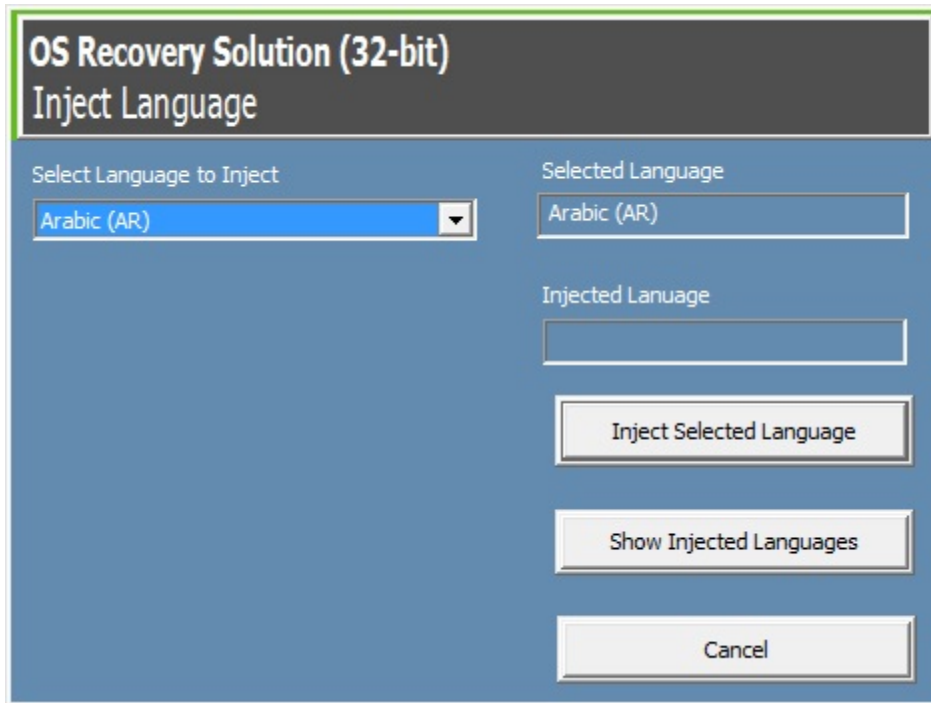 OS Recovery Solution (32-bit)
Inject Language
Select Language to Inject
Arabic (AR)
Selected Language
Arabic (AR)
Injected Lanuage
Inject Selected Language
Show Injected Languages
Cancel